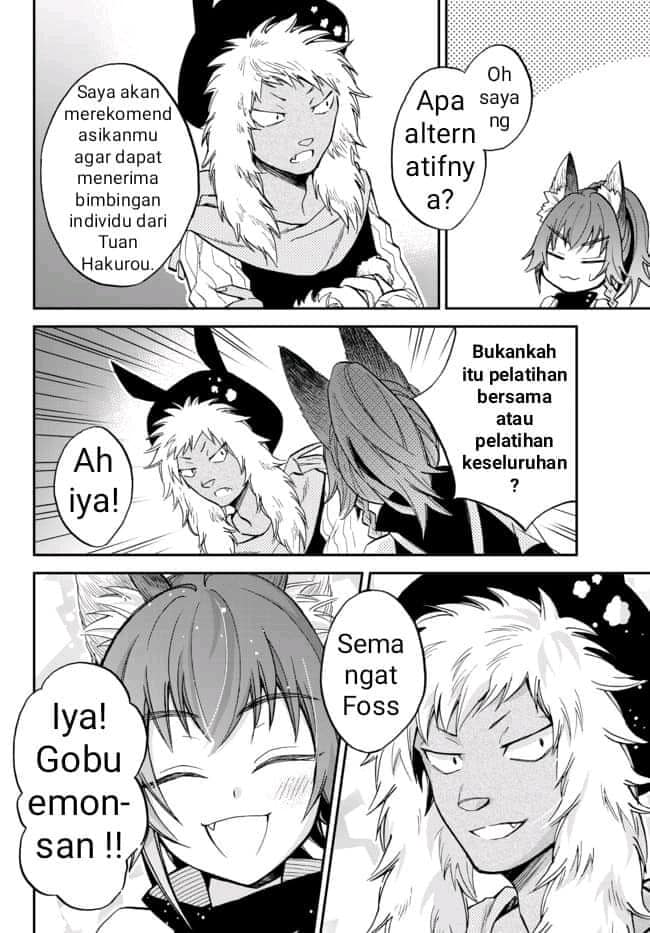 Oh
saya
ng
Apa
altern
atifny
a?
Saya akan
merekomend
asikanmu
agar dapat
menerima
bimbingan
individu dari
Tuan
Hakurou.
Bukankah
itu pelatihan
bersama
atau
pelatihan
keseluruhan
?
Ah
iya!
Sema
ngat
Foss
Iya!
Gobu
emon-
san !!